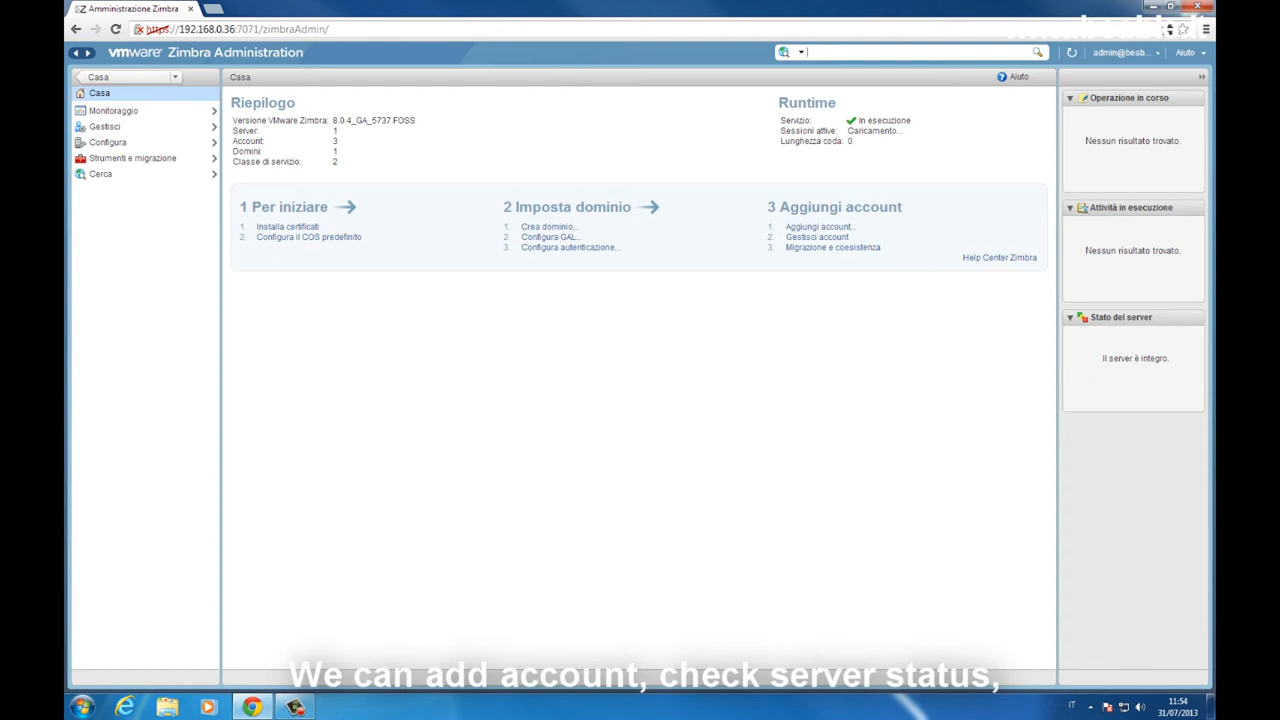 Amministrazione Zimbra
https://192.168.0.36:7071/zimbraAdmin/
vmware Zimbra Administration
admin@beab...
Aiuto
Casa
Casa
Aiuto
Casa
Monitoraggio
Gestisci
Configura
Strumenti e migrazione
Cerca
Riepilogo
Versione VMware Zimbra: 8.0.4_GA_5737.FOSS
Server: 1
Account: 3
Domini: 1
Classe di servizio: 2
Runtime
Servizio: In esecuzione
Sessioni attive: Caricamento...
Lunghezza coda: 0
1 Per iniziare
1. Installa certificati
2. Configura il COS predefinito
2 Imposta dominio
1. Crea dominio...
2. Configura GAL...
3. Configura autenticazione...
3 Aggiungi account
1. Aggiungi account...
2. Gestisci account
3. Migrazione e coesistenza
Help Center Zimbra
Operazione in corso
Nessun risultato trovato.
Attività in esecuzione
Nessun risultato trovato.
Stato del server
Il server è integro.
We can add account, check server status,
IT
11:54
31/07/2013